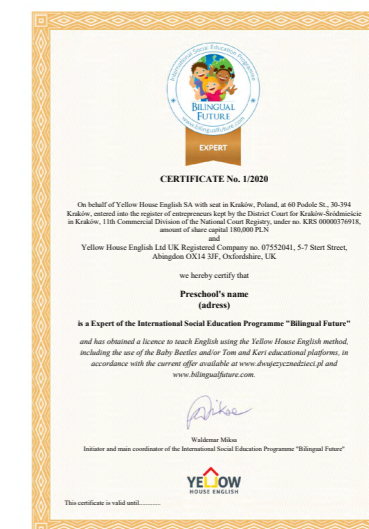 International Social Education Programme
BILINGUAL
FUTURE
www.bilingualfuture.com
EXPERT
CERTIFICATE No. 1/2020
On behalf of Yellow House English SA with seat in Kraków, Poland, at 60 Podole St., 30-394
Kraków, entered into the register of entrepreneurs kept by the District Court for Kraków-Śródmieście
in Kraków, 11th Commercial Division of the National Court Registry, under no. KRS 00000376918,
amount of share capital 180,000 PLN
and
Yellow House English Ltd UK Registered Company no. 07552041, 5-7 Stert Street,
Abingdon OX14 3JF, Oxfordshire, UK
we hereby certify that
Preschool's name
(adress)
is a Expert of the International Social Education Programme "Bilingual Future"
and has obtained a licence to teach English using the Yellow House English method,
including the use of the Baby Beetles and/or Tom and Keri educational platforms, in
accordance with the current offer available at www.dwujezycznedzieci.pl and
www.bilingualfuture.com.
Waldemar Miksa
Initiator and main coordinator of the International Social Education Programme "Bilingual Future"
YELLOW
HOUSE ENGLISH
This certificate is valid until............